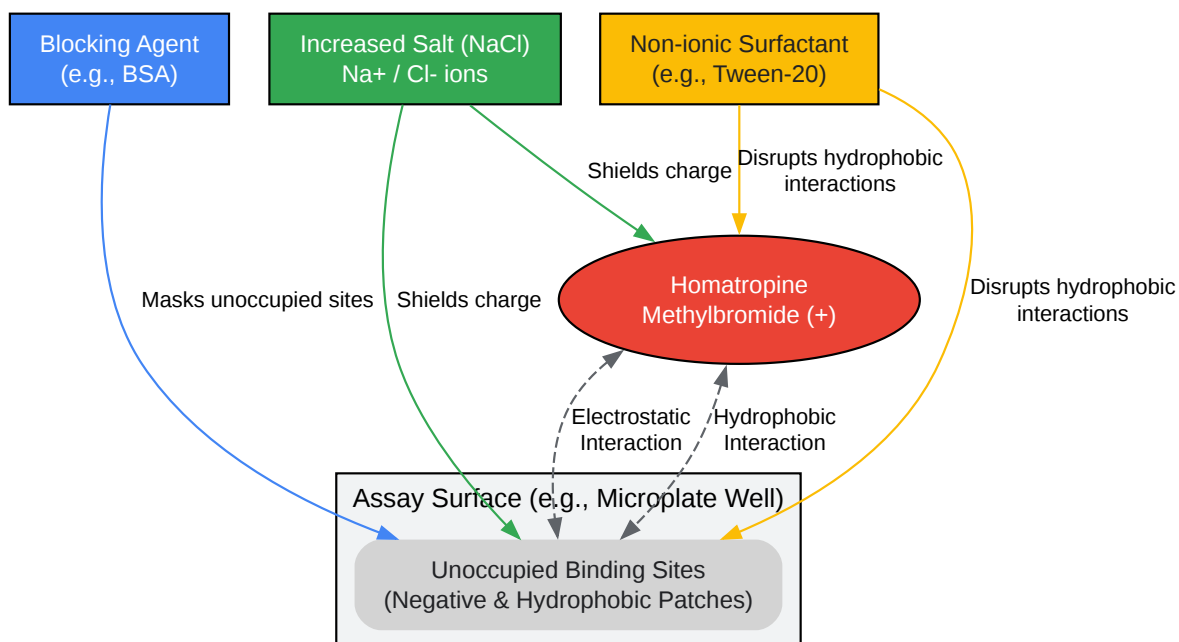 Blocking Agent
(e.g., BSA)
Increased Salt (NaCl)
Na+ / Cl- ions
Non-ionic Surfactant
(e.g., Tween-20)
Shields charge
Disrupts hydrophobic
interactions
Masks unoccupied sites
Shields charge
Homatropine
Methylbromide (+)
Disrupts hydrophobic
interactions
Electrostatic
Interaction
Hydrophobic
Interaction
Assay Surface (e.g., Microplate Well)
Unoccupied Binding Sites
(Negative & Hydrophobic Patches)